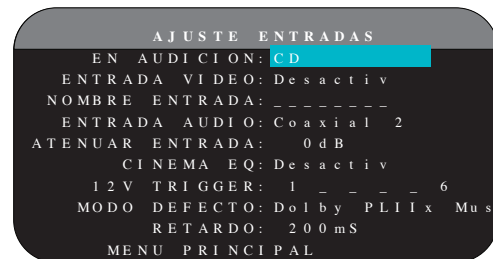 AJUSTE ENTRADAS
EN AUDICION: CD
ENTRADA VIDEO: Desactiv
NOMBRE ENTRADA: _ _ _ _ _ _ _ _
ENTRADA AUDIO: Coaxial 2
ATENUAR ENTRADA: 0dB
CINEMA EQ: Desactiv
12V TRIGGER: 1 _ _ _ _ 6
MODO DEFECTO: Dolby PLIIx Mus
RETARDO: 200mS
MENU PRINCIPAL